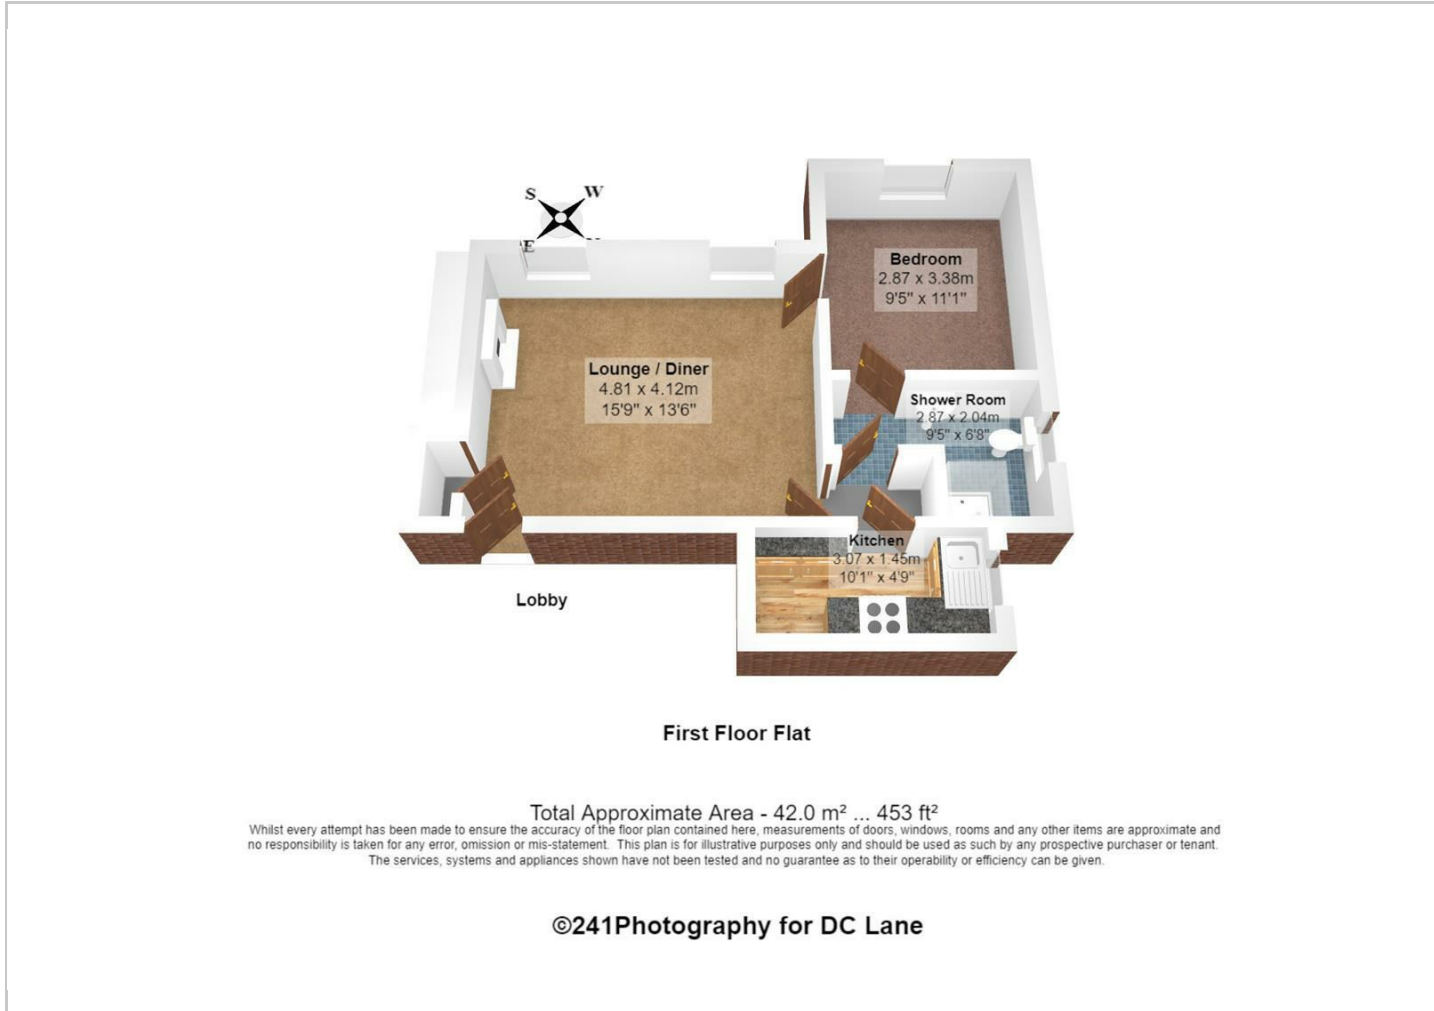 S W
E
Bedroom
2.87 x 3.38m
9'5" x 11'1"
Lounge / Diner
4.81 x 4.12m
15'9" x 13'6"
Shower Room
2.87 x 2.04m
9'5" x 6'8"
Kitchen
3.07 x 1.45m
10'1" x 4'9"
Lobby
First Floor Flat
Total Approximate Area - 42.0 m² ... 453 ft²
Whilst every attempt has been made to ensure the accuracy of the floor plan contained here, measurements of doors, windows, rooms and any other items are approximate and
no responsibility is taken for any error, omission or mis-statement. This plan is for illustrative purposes only and should be used as such by any prospective purchaser or tenant.
The services, systems and appliances shown have not been tested and no guarantee as to their operability or efficiency can be given.
©241Photography for DC Lane